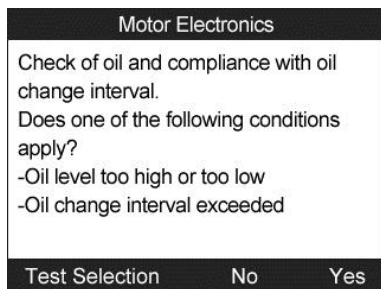 Motor Electronics
Check of oil and compliance with oil
change interval.
Does one of the following conditions
apply?
-Oil level too high or too low
-Oil change interval exceeded
Test Selection No Yes